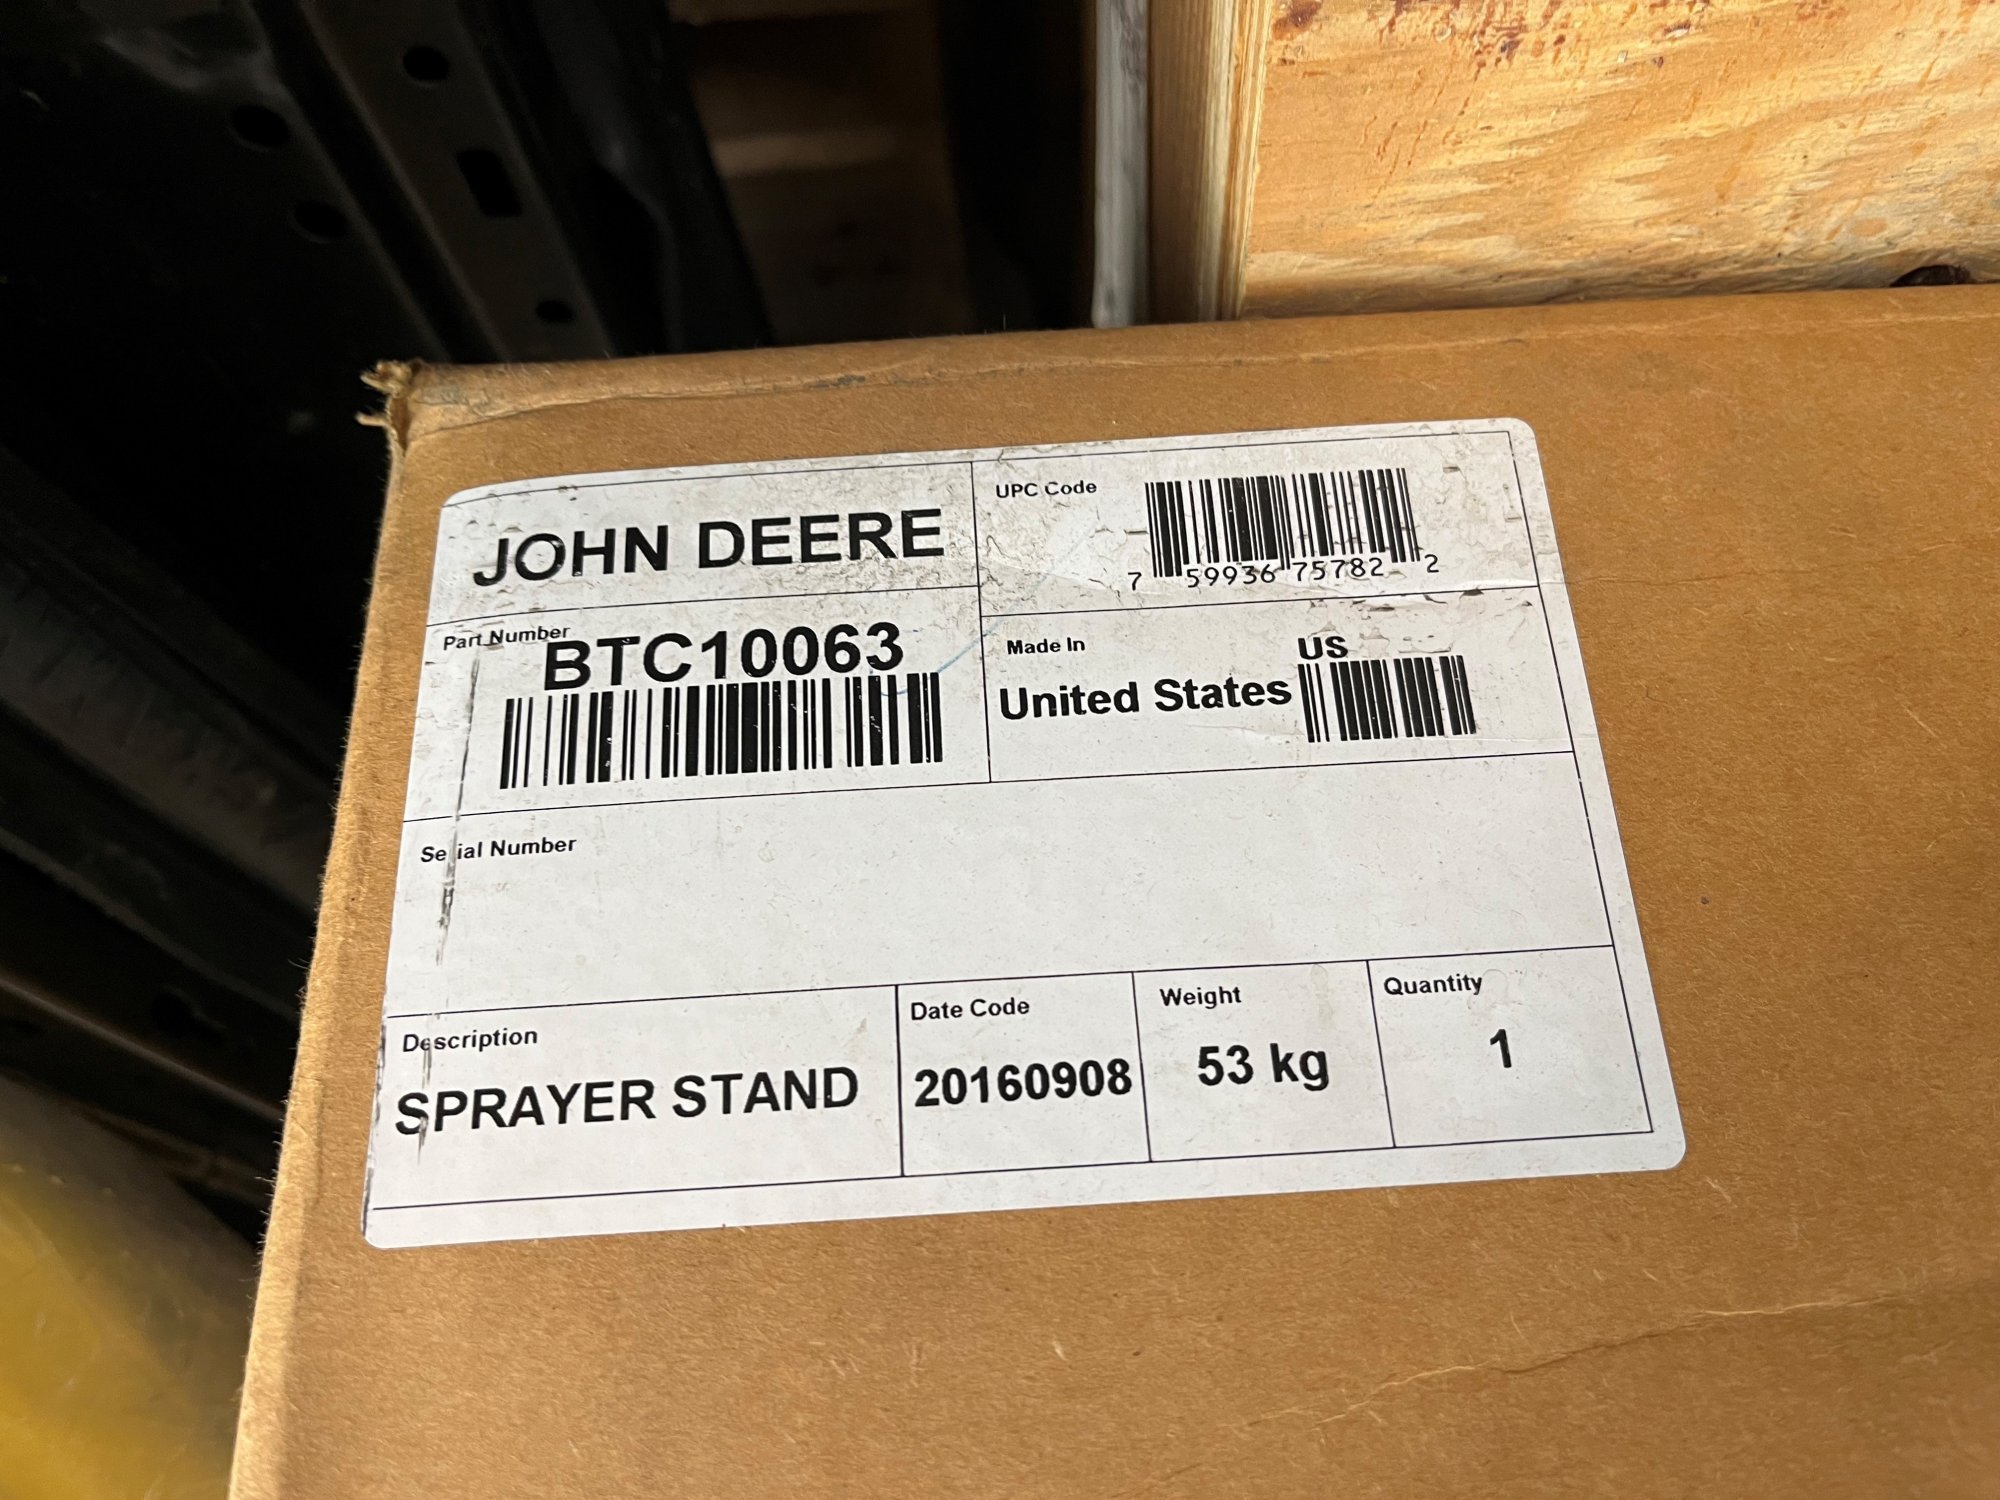 JOHN DEERE
UPC Code
7 59936 75782 2
Part Number
BTC10063
Made In
United States
US
Serial Number
Description
SPRAYER STAND
Date Code
20160908
Weight
53 kg
Quantity
1